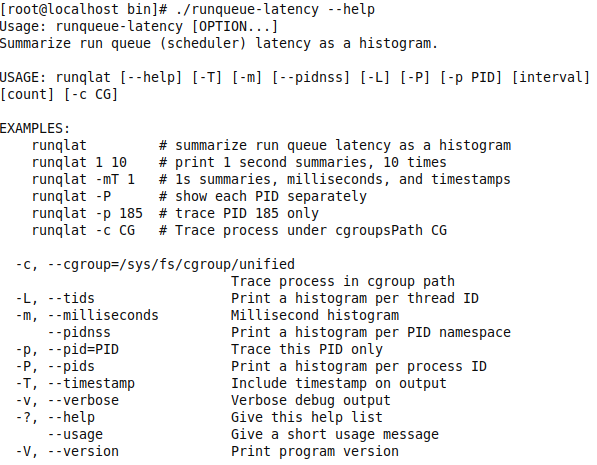 [root@localhost bin]# ./runqueue-latency --help
Usage: runqueue-latency [OPTION...]
Summarize run queue (scheduler) latency as a histogram.

USAGE: runqlat [--help] [-T] [-m] [--pidnss] [-L] [-P] [-p PID] [interval]
[count] [-c CG]

EXAMPLES:
    runqlat         # summarize run queue latency as a histogram
    runqlat 1 10    # print 1 second summaries, 10 times
    runqlat -mT 1   # 1s summaries, milliseconds, and timestamps
    runqlat -P      # show each PID separately
    runqlat -p 185  # trace PID 185 only
    runqlat -c CG   # Trace process under cgroupsPath CG

  -c, --cgroup=/sys/fs/cgroup/unified
                             Trace process in cgroup path
  -L, --tids                 Print a histogram per thread ID
  -m, --milliseconds         Millisecond histogram
      --pidnss               Print a histogram per PID namespace
  -p, --pid=PID              Trace this PID only
  -P, --pids                 Print a histogram per process ID
  -T, --timestamp            Include timestamp on output
  -v, --verbose              Verbose debug output
  -?, --help                 Give this help list
      --usage                Give a short usage message
  -V, --version              Print program version